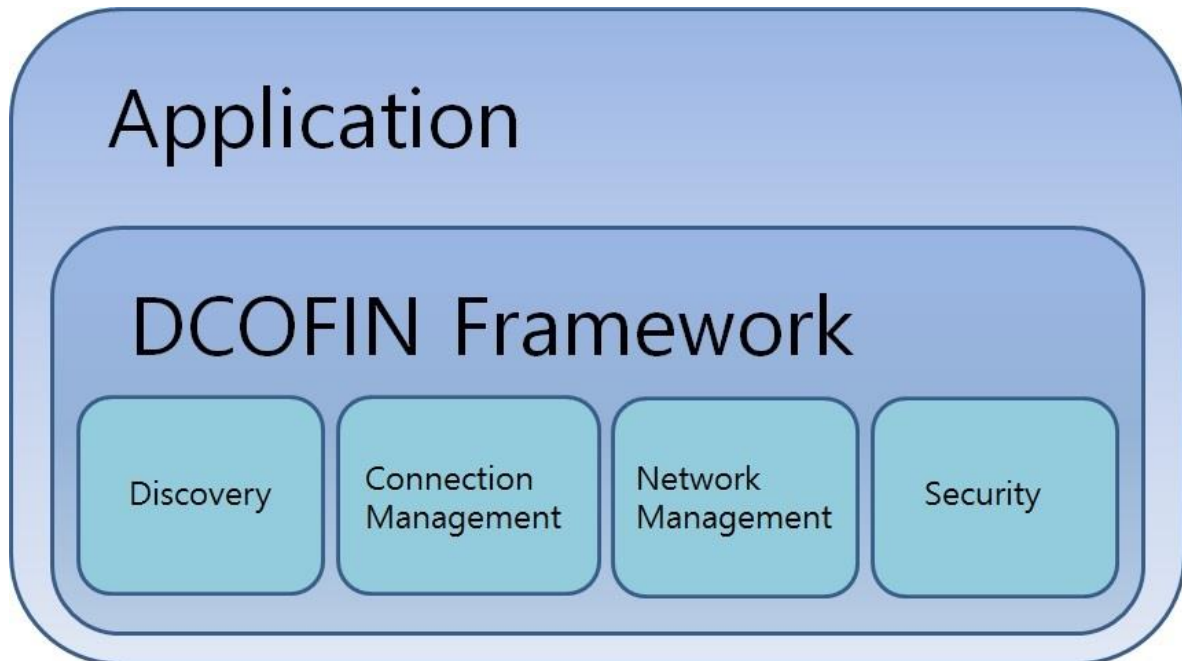 Application
DCOFIN Framework
Discovery
Connection
Management
Network
Management
Security